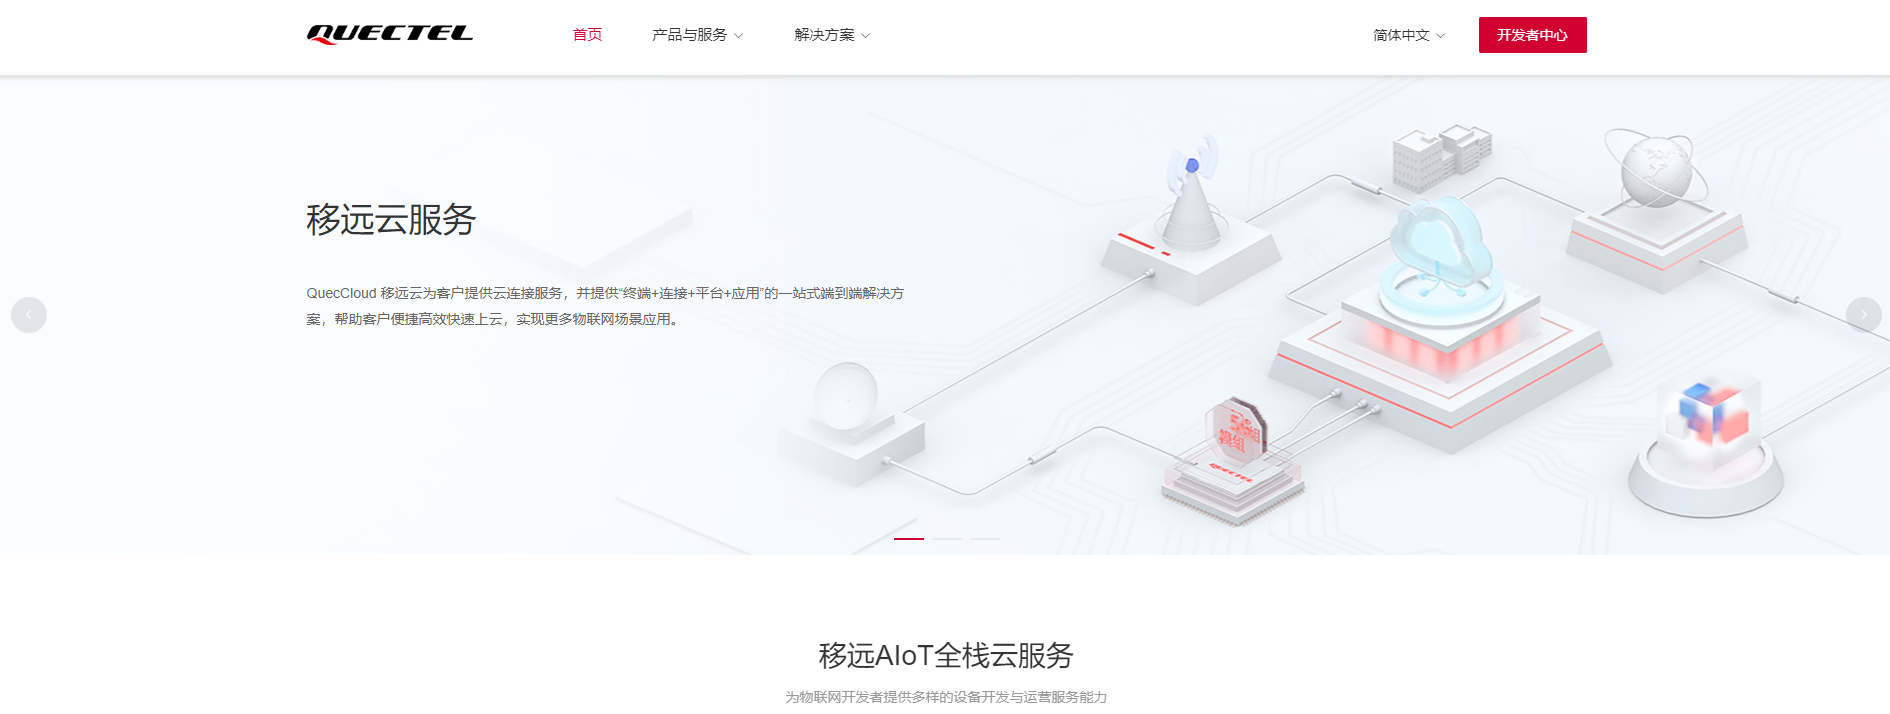 QUECTEL
首页
产品与服务
解决方案
简体中文
开发者中心
移远云服务
QuecCloud 移远云为客户提供云连接服务，并提供“终端+连接+平台+应用”的一站式端到端解决方
案，帮助客户便捷高效快速上云，实现更多物联网场景应用。
模组
QUECTEL
移远AIoT全栈云服务
为物联网开发者提供多样的设备开发与运营服务能力